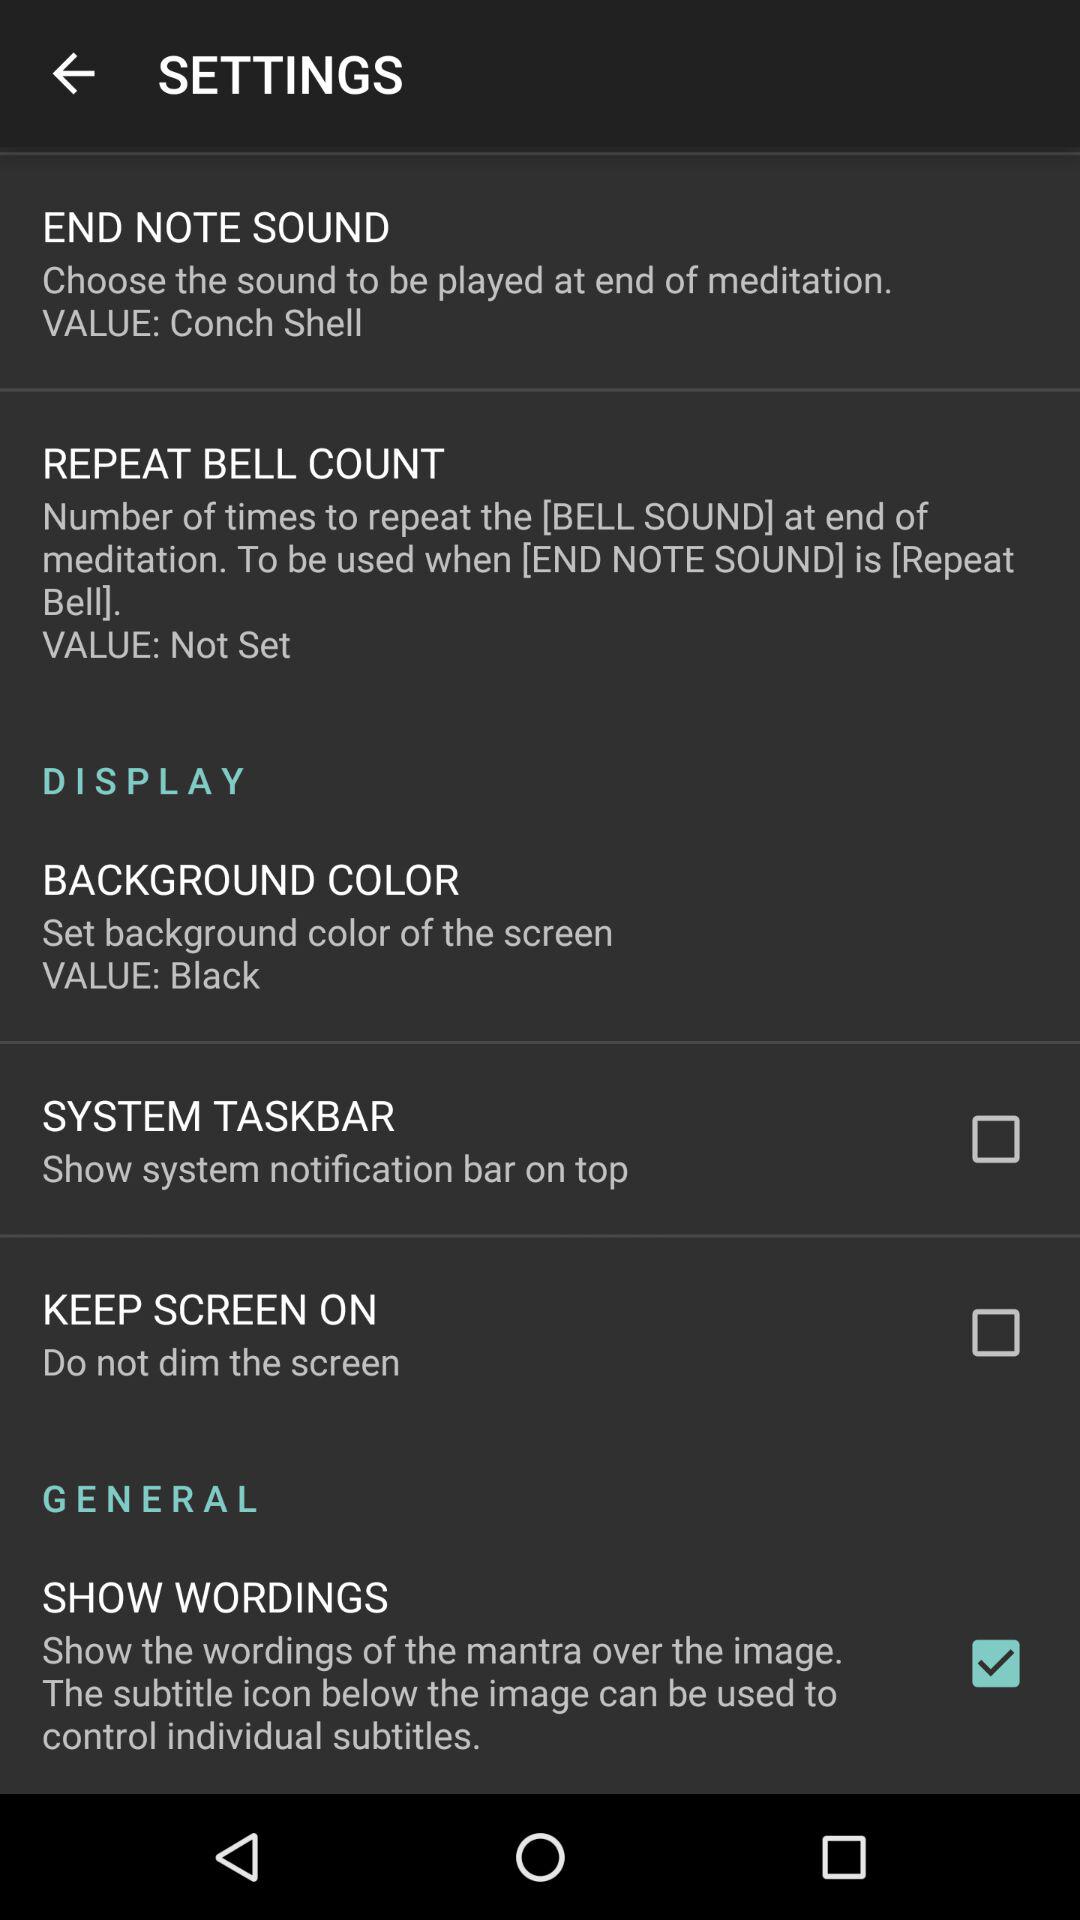 SETTINGS
END NOTE SOUND
Choose the sound to be played at end of meditation.
VALUE: Conch Shell
REPEAT BELL COUNT
Number of times to repeat the [BELL SOUND] at end of
meditation. To be used when [END NOTE SOUND] is [Repeat
Bell].
VALUE: Not Set
DISPLAY
BACKGROUND COLOR
Set background color of the screen
VALUE: Black
SYSTEM TASKBAR
Show system notification bar on top
KEEP SCREEN ON
Do not dim the screen
GENERAL
SHOW WORDINGS
Show the wordings of the mantra over the image.
The subtitle icon below the image can be used to
control individual subtitles.